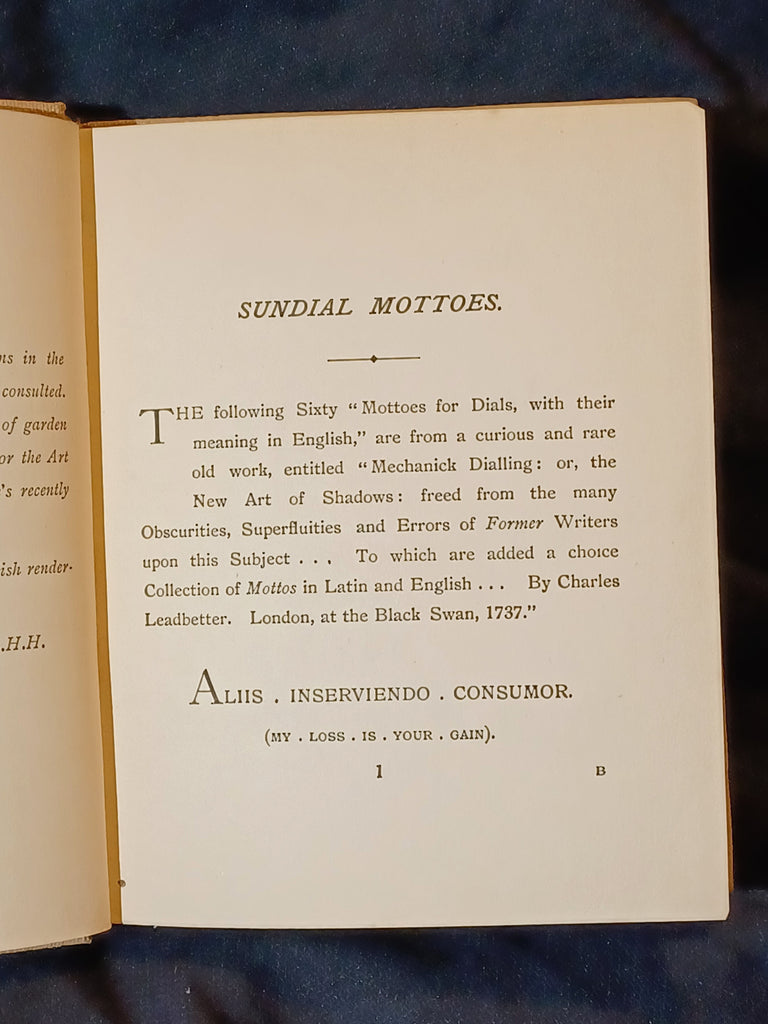 ns in the
consulted.
of garden
or the Art
's recently
ish render-
.H.H.
SUNDIAL MOTTOES.
THE following Sixty “Mottoes for Dials, with their
meaning in English,” are from a curious and rare
old work, entitled “Mechanick Dialling: or, the
New Art of Shadows: freed from the many
Obscurities, Superfluities and Errors of Former Writers
upon this Subject . . . To which are added a choice
Collection of Mottos in Latin and English . . . By Charles
Leadbetter. London, at the Black Swan, 1737.”
ALIIS . INSERVIENDO . CONSUMOR.
(MY . LOSS . IS . YOUR . GAIN).
1 B